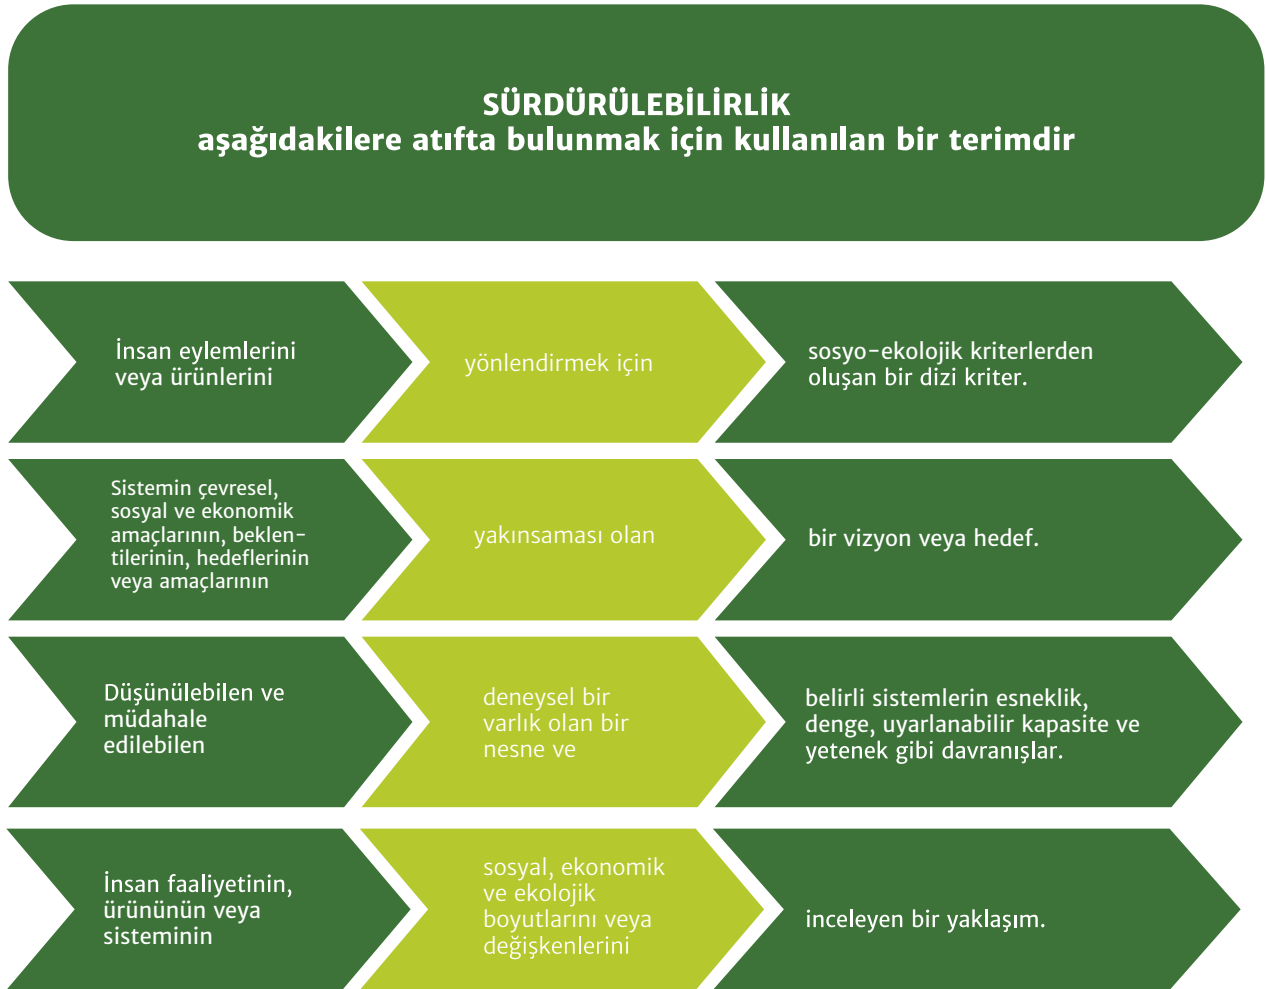 SÜRDÜRÜLEBİLİRLİK
aşağıdakilere atıfta bulunmak için kullanılan bir terimdir
İnsan eylemlerini
veya ürünlerini
yönlendirmek için
sosyo-ekolojik kriterlerden
oluşan bir dizi kriter.
Sistemin çevresel,
sosyal ve ekonomik
amaçlarının, beklen-
tilerinin, hedeflerinin
veya amaçlarının
yakınsaması olan
bir vizyon veya hedef.
Düşünülebilen ve
müdahale
edilebilen
deneysel bir
varlık olan bir
nesne ve
belirli sistemlerin esneklik,
denge, uyarlanabilir kapasite ve
yetenek gibi davranışlar.
İnsan faaliyetinin,
ürününün veya
sisteminin
sosyal, ekonomik
ve ekolojik
boyutlarını veya
değişkenlerini
inceleyen bir yaklaşım.